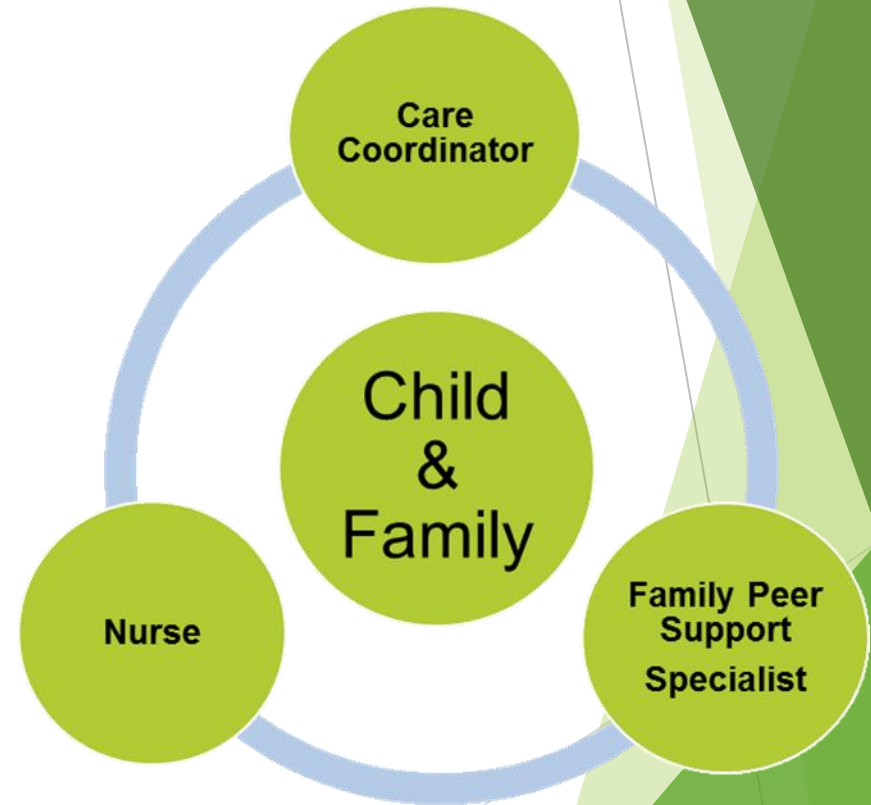 Care
Coordinator
Child
&
Family
Nurse
Family Peer
Support
Specialist